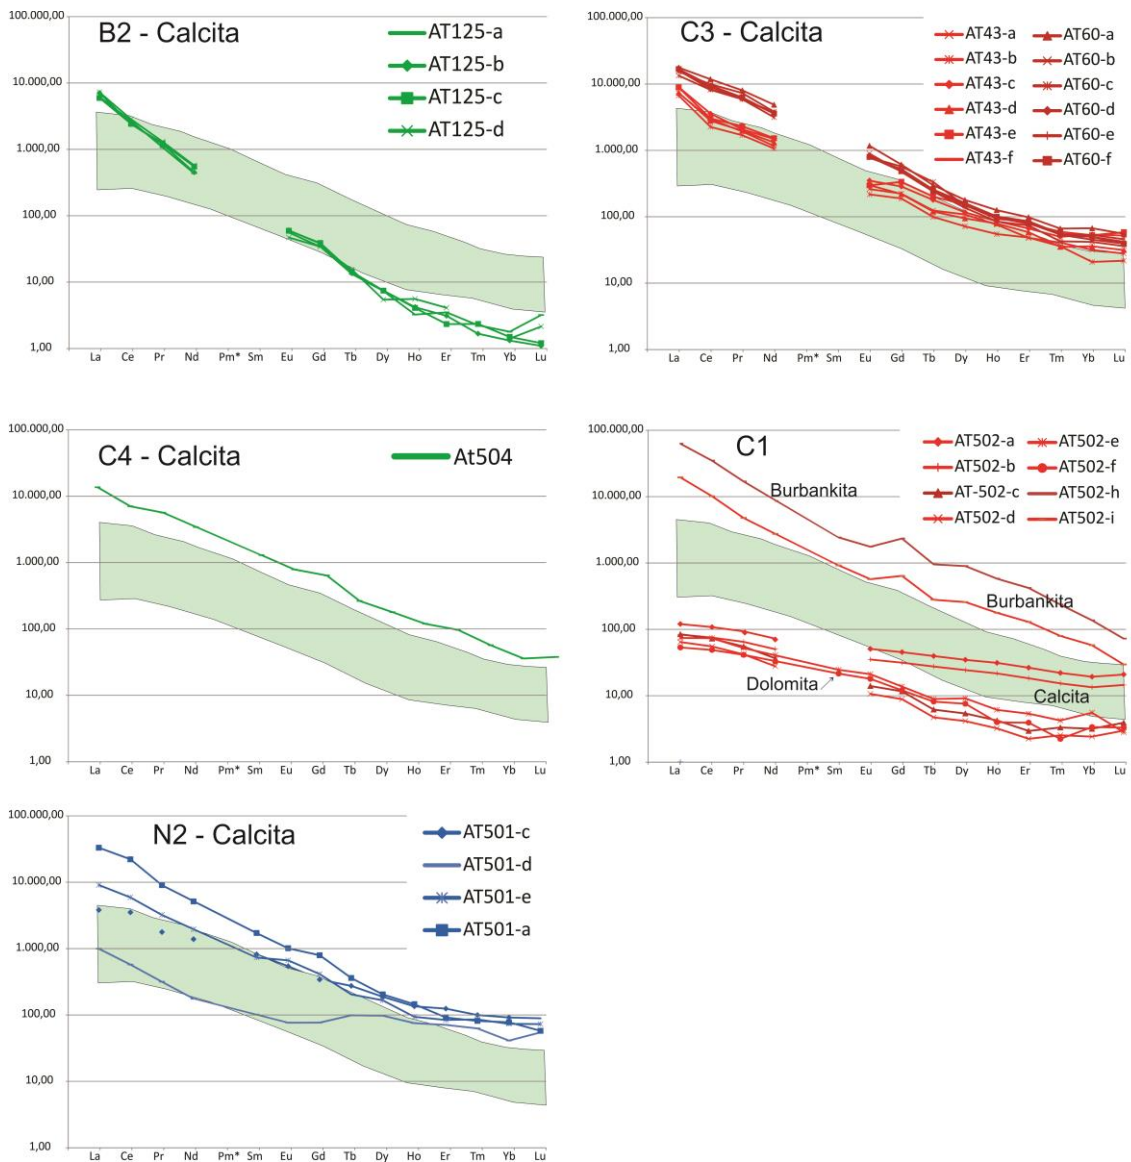 B2 - Calcita
100.000,00
10.000,00
1.000,00
100,00
10,00
1,00
La Ce Pr Nd Pm* Sm Eu Gd Tb Dy Ho Er Tm Yb Lu
AT125-a
AT125-b
AT125-c
AT125-d
C3 - Calcita
100.000,00
10.000,00
1.000,00
100,00
10,00
1,00
La Ce Pr Nd Pm* Sm Eu Gd Tb Dy Ho Er Tm Yb Lu
AT43-a AT60-a
AT43-b AT60-b
AT43-c AT60-c
AT43-d AT60-d
AT43-e AT60-e
AT43-f AT60-f
C4 - Calcita
100.000,00
10.000,00
1.000,00
100,00
10,00
1,00
La Ce Pr Nd Pm* Sm Eu Gd Tb Dy Ho Er Tm Yb Lu
At504
C1
100.000,00
10.000,00
1.000,00
100,00
10,00
1,00
La Ce Pr Nd Pm* Sm Eu Gd Tb Dy Ho Er Tm Yb Lu
AT502-a AT502-e
AT502-b AT502-f
AT-502-c AT502-h
AT502-d AT502-i
Burbankita
Burbankita
Dolomita
Calcita
N2 - Calcita
100.000,00
10.000,00
1.000,00
100,00
10,00
1,00
La Ce Pr Nd Pm* Sm Eu Gd Tb Dy Ho Er Tm Yb Lu
AT501-c
AT501-d
AT501-e
AT501-a